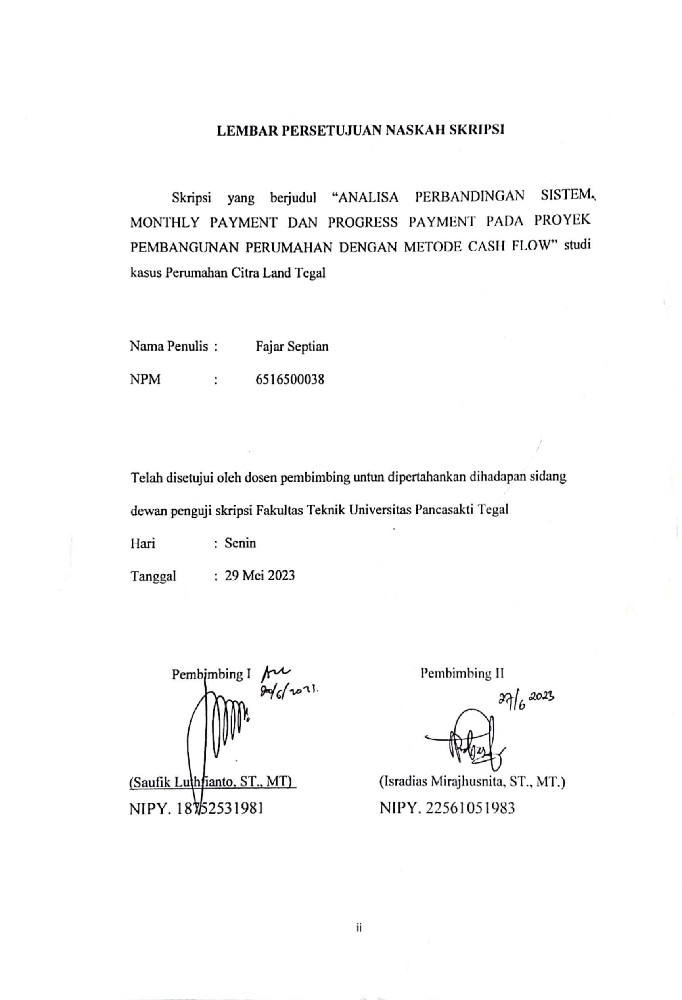 LEMBAR PERSETUJUAN NASKAH SKRIPSI
Skripsi yang berjudul “ANALISA PERBANDINGAN SISTEM
MONTHLY PAYMENT DAN PROGRESS PAYMENT PADA PROYEK
PEMBANGUNAN PERUMAHAN DENGAN METODE CASH FLOW” studi
kasus Perumahan Citra Land Tegal
Nama Penulis : Fajar Septian
NPM : 6516500038
Telah disetujui oleh dosen pembimbing untun dipertahankan dihadapan sidang
dewan penguji skripsi Fakultas Teknik Universitas Pancasakti Tegal
Hari : Senin
Tanggal : 29 Mei 2023
Pembimbing I Pembimbing II
27/6 2023
(Saufik Luthfianto, ST., MT) (Isradias Mirajhusnita, ST., MT.)
NIPY. 18752531981 NIPY. 22561051983
ii